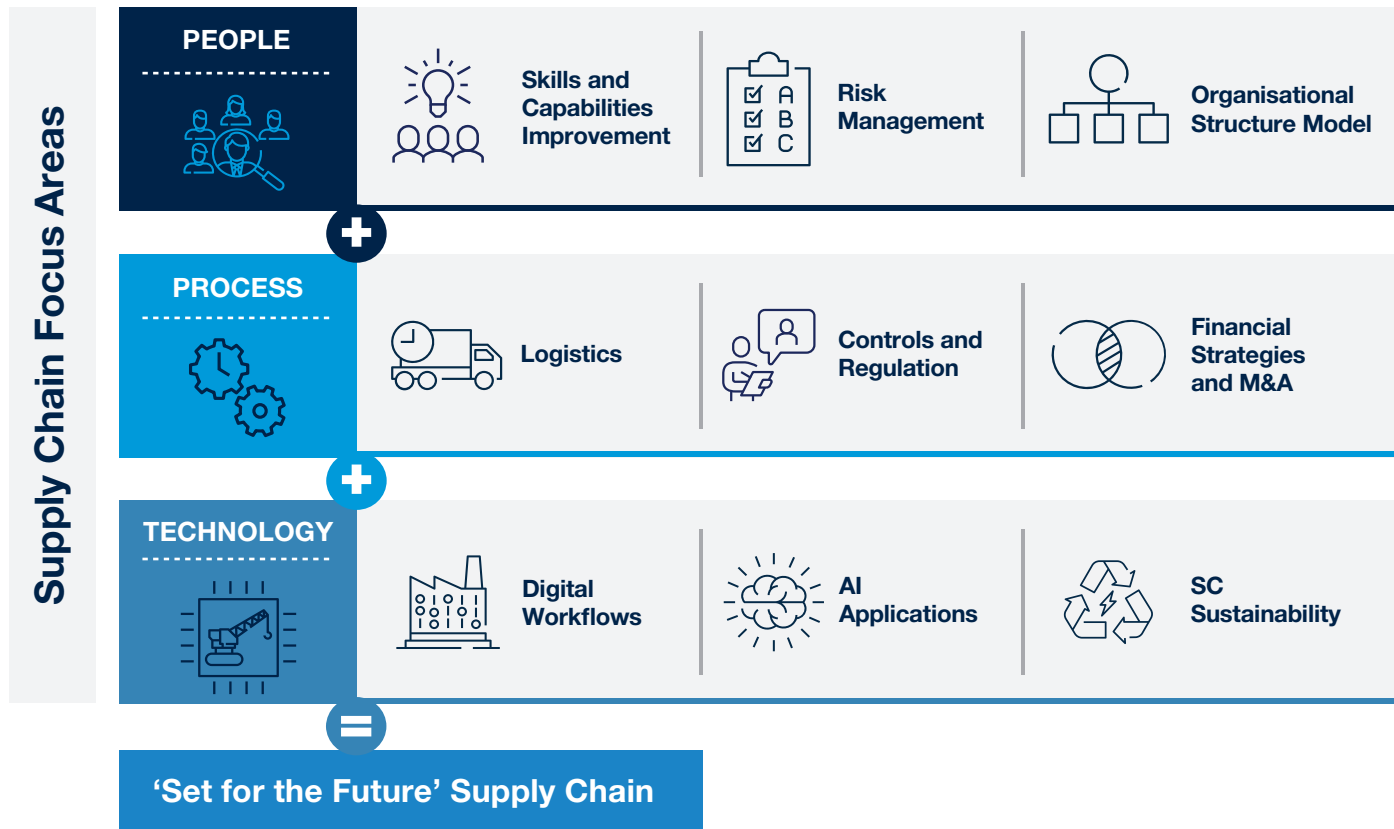 Supply Chain Focus Areas
PEOPLE
Skills and
Capabilities
Improvement
A
B
C
Risk
Management
Organisational
Structure Model
PROCESS
Logistics
Controls and
Regulation
Financial
Strategies
and M&A
TECHNOLOGY
Digital
Workflows
AI
Applications
SC
Sustainability
‘Set for the Future’ Supply Chain